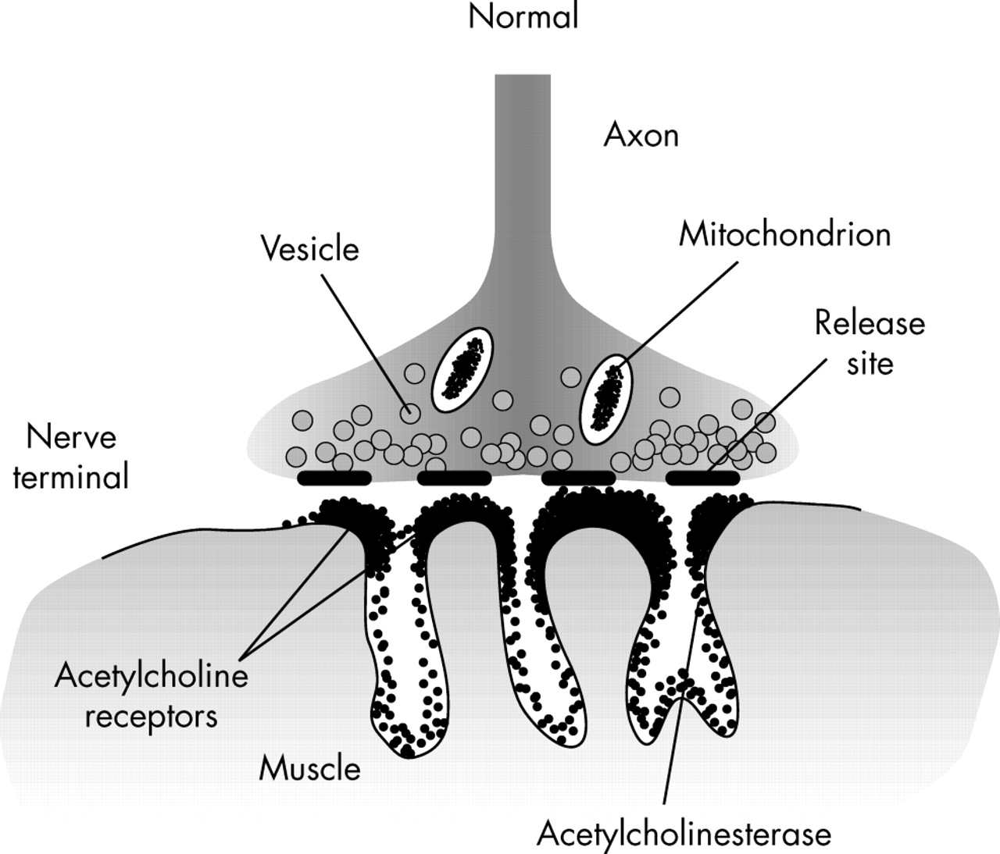 Normal
Axon
Mitochondrion
Vesicle
Release
site
Nerve
terminal
Acetylcholine
receptors
Muscle
Acetylcholinesterase